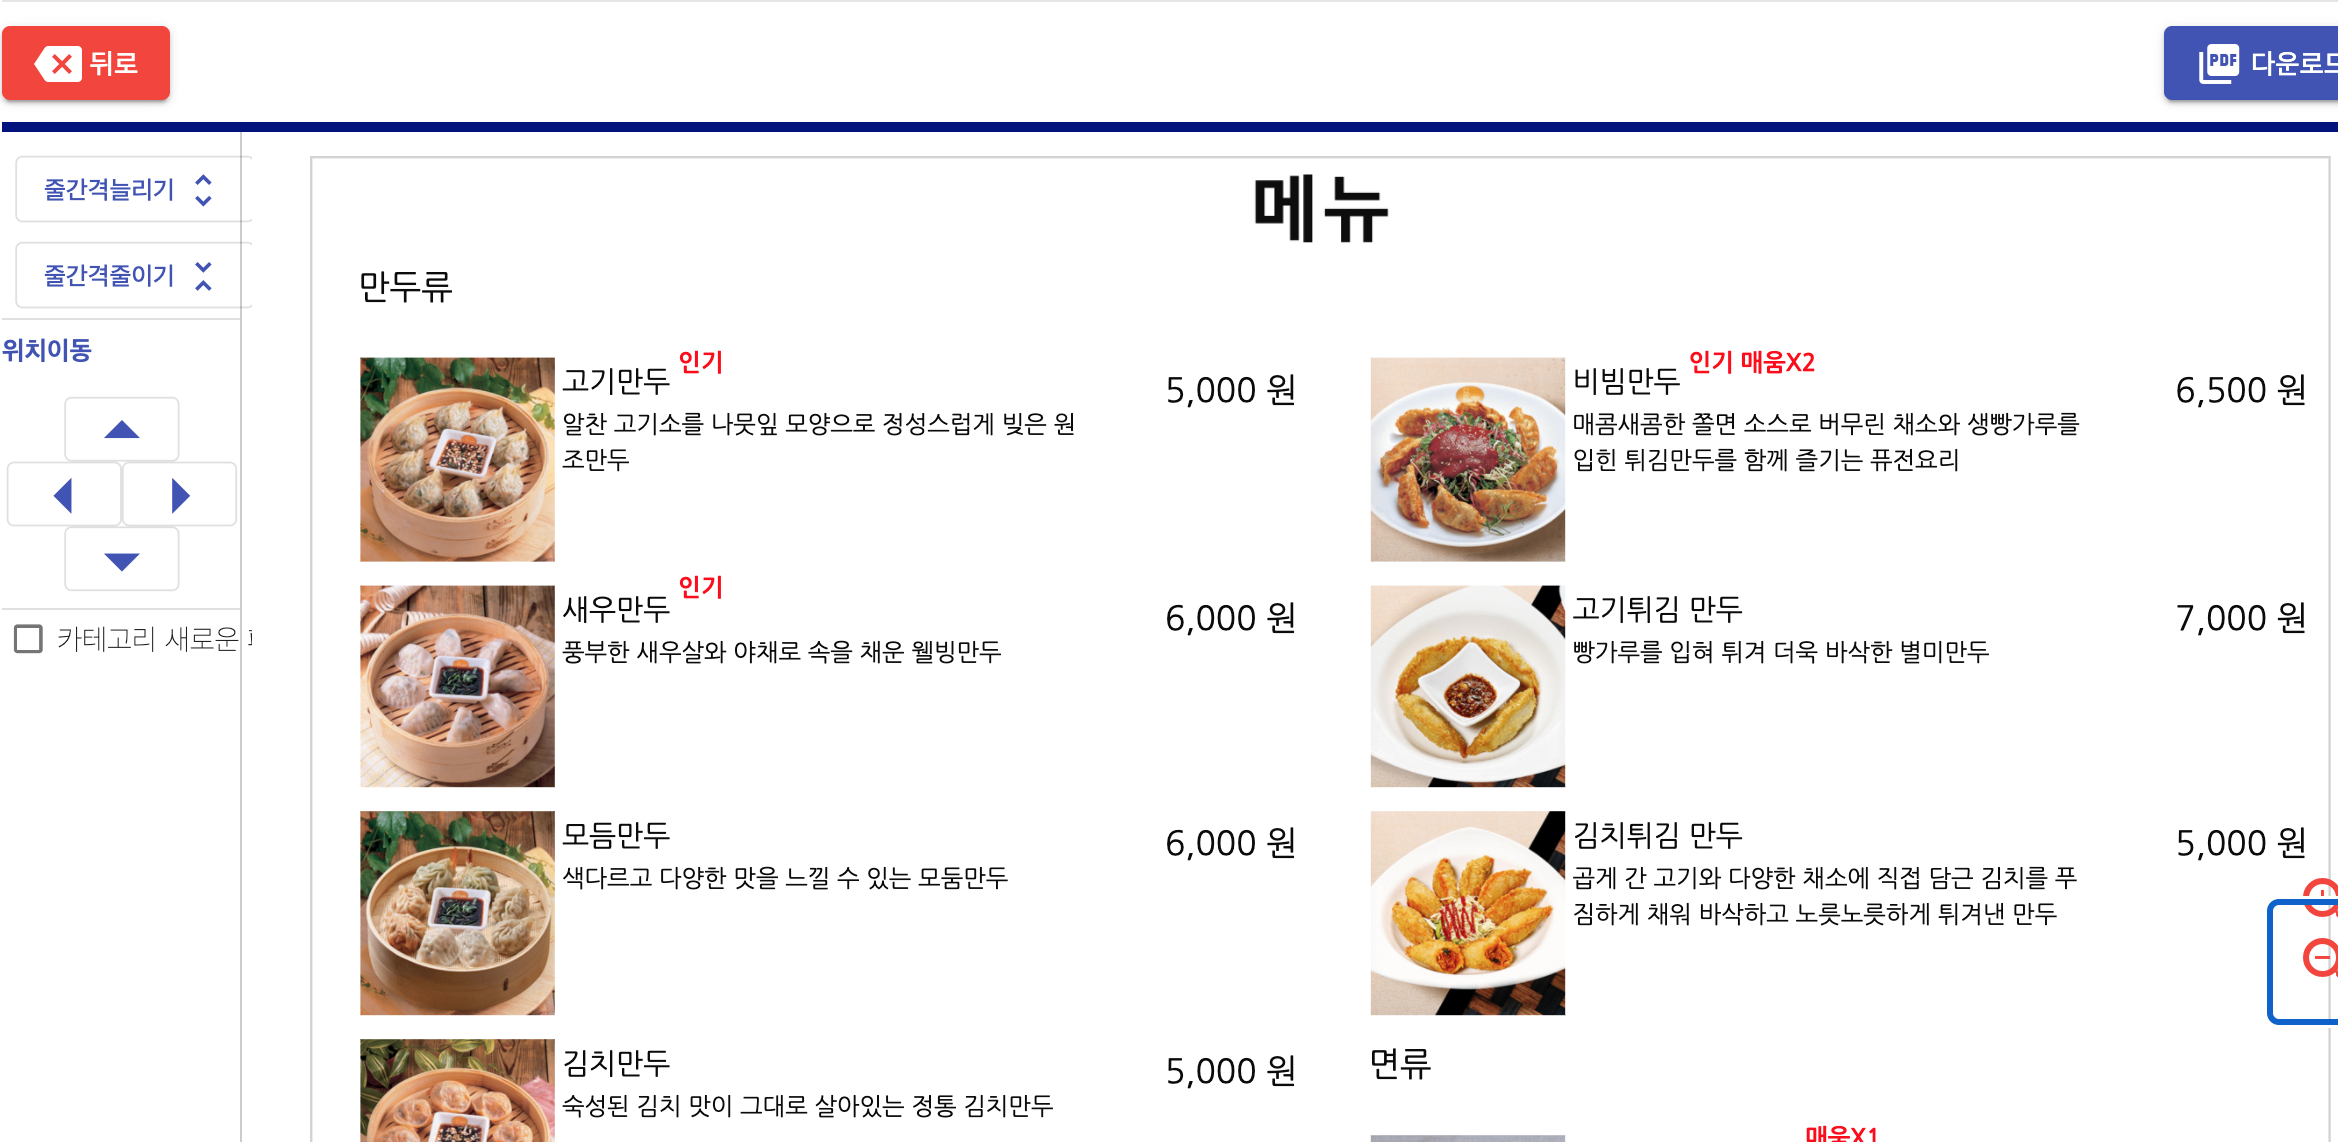 뒤로
PDF 다운로드
줄간격늘리기
줄간격줄이기
위치이동
카테고리 새로운
메뉴
만두류
고기만두 인기
5,000 원
알찬 고기소를 나뭇잎 모양으로 정성스럽게 빚은 원
조만두
새우만두 인기
6,000 원
풍부한 새우살와 야채로 속을 채운 웰빙만두
모듬만두
6,000 원
색다르고 다양한 맛을 느낄 수 있는 모둠만두
김치만두
5,000 원
숙성된 김치 맛이 그대로 살아있는 정통 김치만두
비빔만두 인기 매움X2
6,500 원
매콤새콤한 쫄면 소스로 버무린 채소와 생빵가루를
입힌 튀김만두를 함께 즐기는 퓨전요리
고기튀김 만두
7,000 원
빵가루를 입혀 튀겨 더욱 바삭한 별미만두
김치튀김 만두
5,000 원
곱게 간 고기와 다양한 채소에 직접 담근 김치를 푸
짐하게 채워 바삭하고 노릇노릇하게 튀겨낸 만두
면류
매움X1